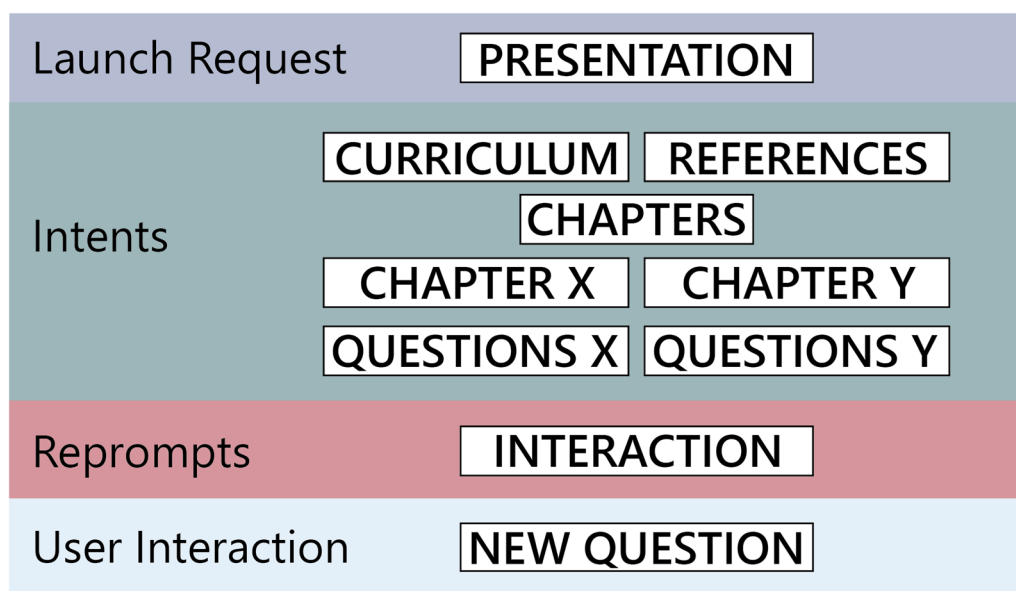 Launch Request PRESENTATION
CURRICULUM REFERENCES
CHAPTERS
Intents
CHAPTER X CHAPTER Y
QUESTIONS X QUESTIONS Y
Reprompts INTERACTION
User Interaction NEW QUESTION